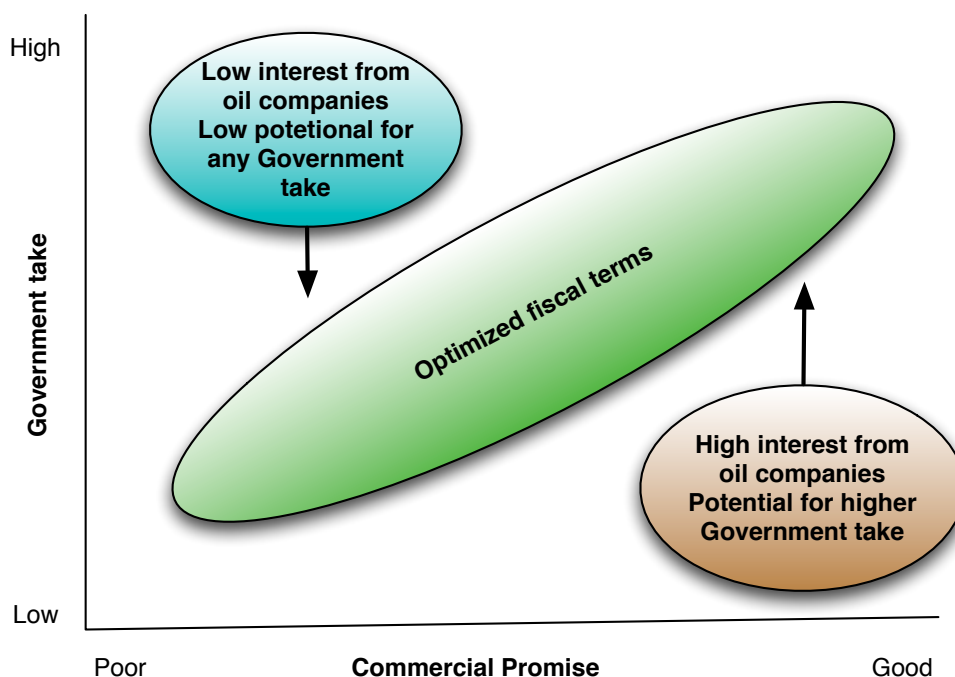 High
Low interest from
oil companies
Low potetional for
any Government
take
Government take
Optimized fiscal terms
High interest from
oil companies
Potential for higher
Government take
Low
Poor
Commercial Promise
Good